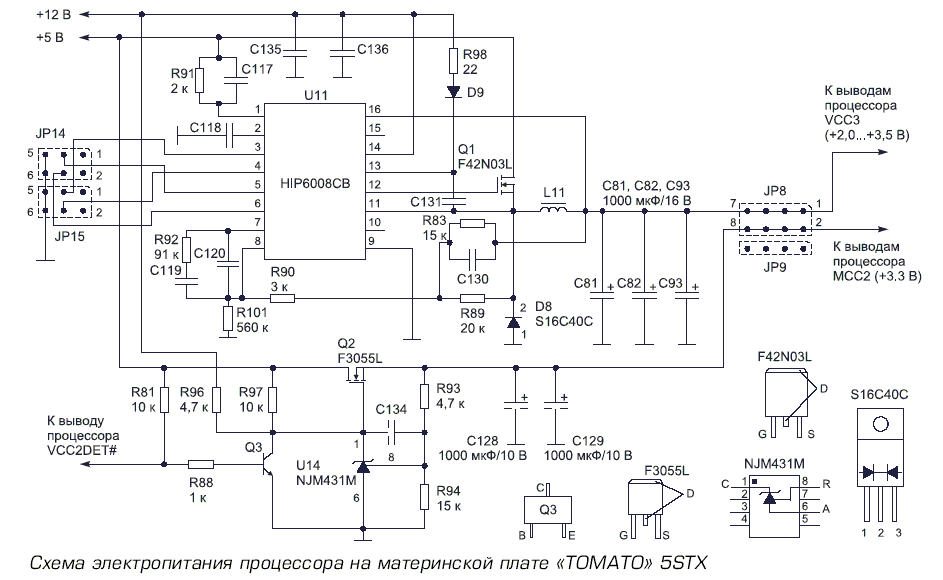 +12 В
+5 В
C135
C136
R98
22
R91
2 к
C117
D9
U11
C118
1
2
3
4
5
6
7
8
16
15
14
13
12
11
10
9
HIP6008CB
JP14
5
1
6
2
5
1
6
2
JP15
Q1
F42N03L
C131
L11
R83
15 к
C130
C81, C82, C93
1000 мкФ/16 В
К выводам
процессора
VCC3
(+2,0...+3,5 В)
JP8
7
1
8
2
JP9
К выводам
процессора
MCC2 (+3.3 В)
R92
91 к
C120
C119
R90
3 к
R101
560 к
R89
20 к
2
D8
S16C40C
1
C81
+
C82
+
C93
+
Q2
F3055L
R81
10 к
R96
4,7 к
R97
10 к
R93
4,7 к
C134
+
+
C128
1000 мкФ/10 В
C129
1000 мкФ/10 В
К выводу
процессора
VCC2DET#
R88
1 к
Q3
U14
NJM431M
1
8
6
R94
15 к
F42N03L
D
G
S
S16C40C
1
2
3
C
Q3
B
E
F3055L
D
G
S
NJM431M
C
1
2
3
4
8
7
6
5
R
A
Схема электропитания процессора на материнской плате «TOMATO» 5STX